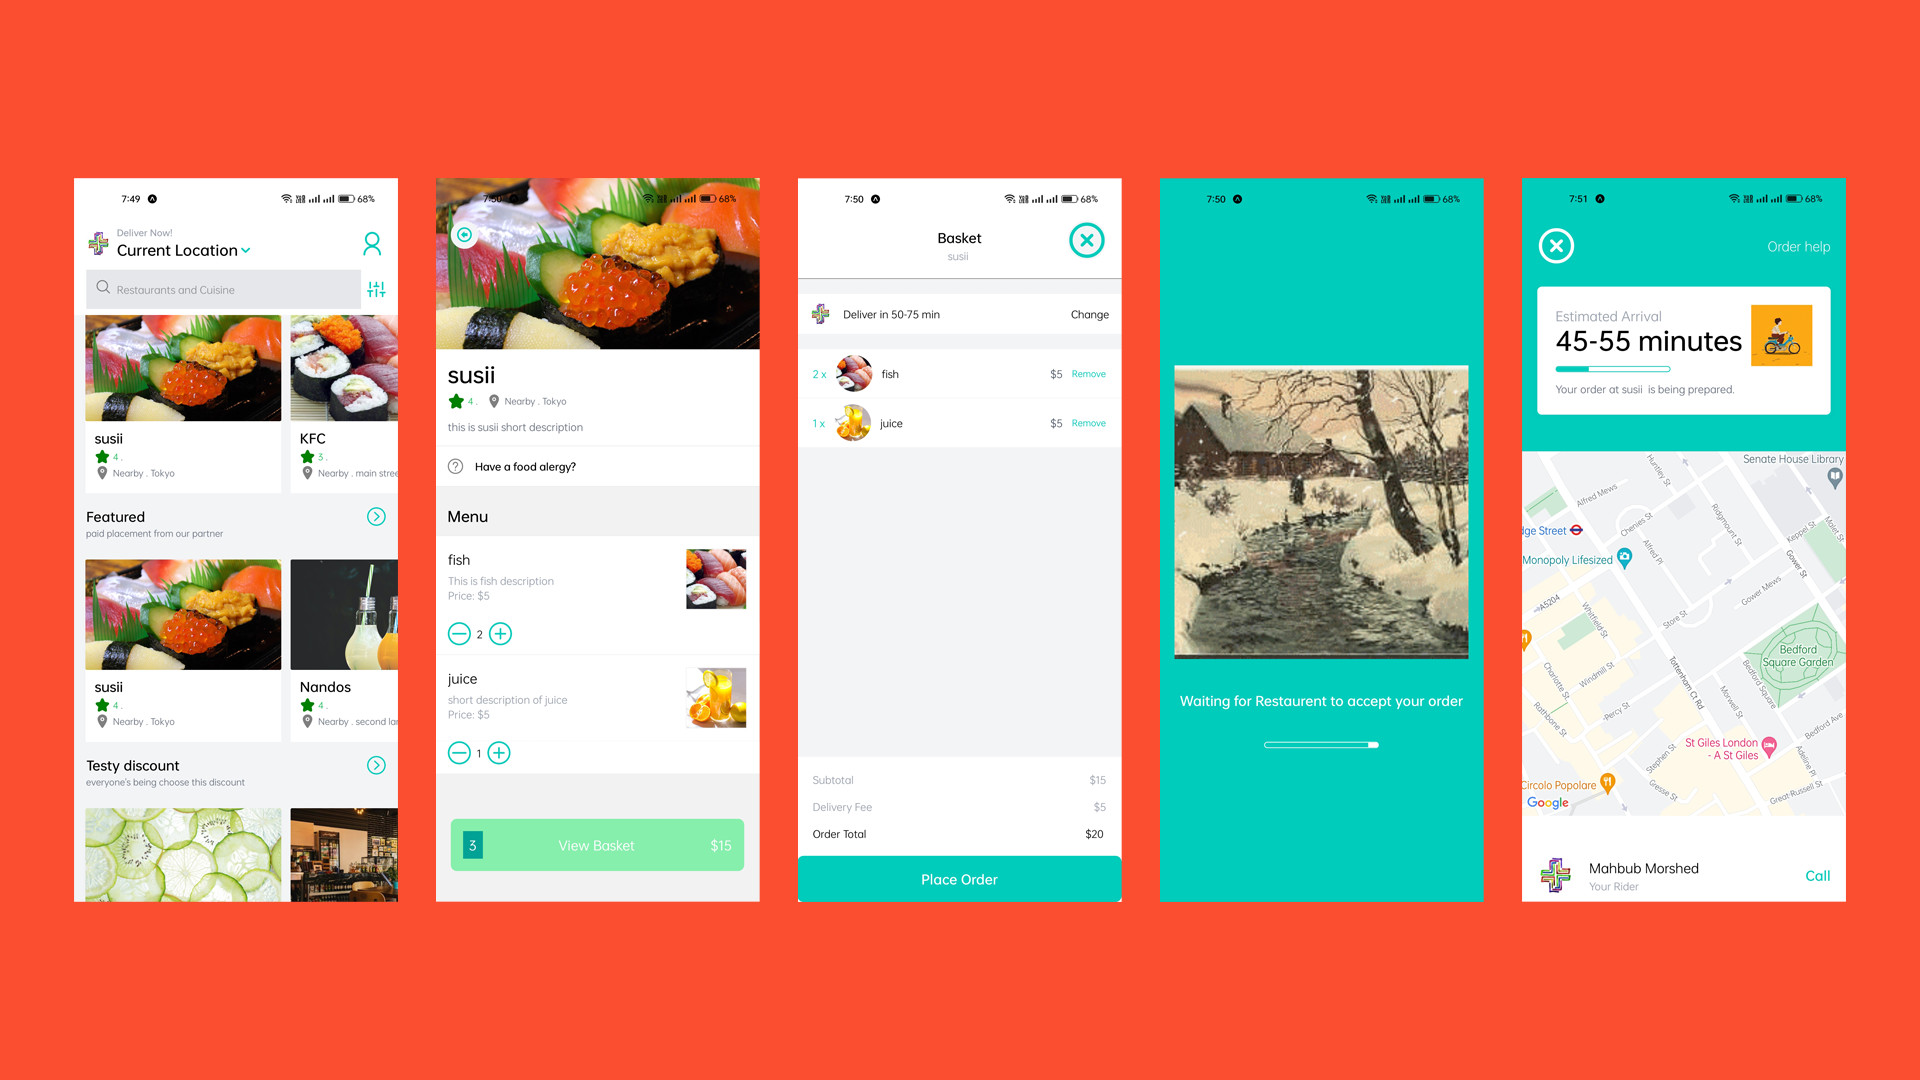 7:49
68%
Deliver Now!
Current Location
Restaurants and Cuisine
susii
4 .
Nearby . Tokyo
KFC
3 .
Nearby . main stree
Featured
paid placement from our partner
susii
4 .
Nearby . Tokyo
Nandos
4 .
Nearby . second lan
Testy discount
everyone's being choose this discount
7:50
68%
susii
4 .
Nearby . Tokyo
this is susii short description
Have a food alergy?
Menu
fish
This is fish description
Price: $5
2
juice
short description of juice
Price: $5
1
3
View Basket
$15
7:50
68%
Basket
susii
Deliver in 50-75 min
Change
2 x
fish
$5
Remove
1 x
juice
$5
Remove
Subtotal
$15
Delivery Fee
$5
Order Total
$20
Place Order
7:50
68%
Waiting for Restaurent to accept your order
7:51
68%
Order help
Estimated Arrival
45-55 minutes
Your order at susii is being prepared.
Senate House Library
Huntley St
Alfred Mews
Ridgmount St
Chenies St
Keppel St
Malet St
dge Street
Alfred Pl
Monopoly Lifesized
Gower St
Gower Mews
A5204
Whitfield St
Store St
Bedford
Square Garden
Charlotte St
Windmill St
Tottenham Ct Rd
Bedford Square
Morwell St
Rathbone St
Percy St
Bedford Ave
St Giles London
- A St Giles
Adeline Pl
Stephen St
Circolo Popolare
Gresse St
Great Russell St
Google
Mahbub Morshed
Your Rider
Call